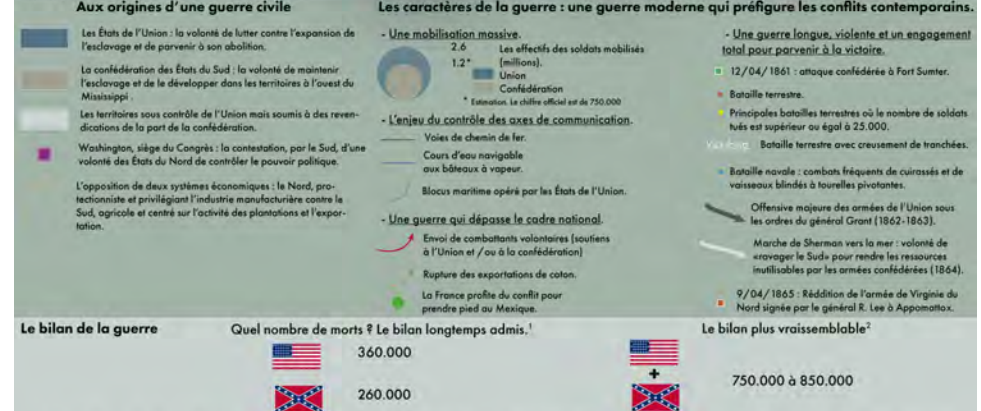 Aux origines d'une guerre civile
Les États de l'Union : la volonté de lutter contre l'expansion de
l'esclavage et de parvenir à son abolition.
La confédération des États du Sud : la volonté de maintenir
l'esclavage et de le développer dans les territoires à l'ouest du
Mississippi .
Les territoires sous contrôle de l'Union mais soumis à des reven-
dications de la part de la confédération.
Washington, siège du Congrès : la contestation, par le Sud, d'une
volonté des États du Nord de contrôler le pouvoir politique.
L'opposition de deux systèmes économiques : le Nord, pro-
tectionniste et privilégiant l'industrie manufacturière contre le
Sud, agricole et centré sur l'activité des plantations et l'expor-
tation.
Les caractères de la guerre : une guerre moderne qui préfigure les conflits contemporains.
- Une mobilisation massive.
2.6
1.2*
Les effectifs des soldats mobilisés
(millions).
Union
Confédération
* Estimation. Le chiffre officiel est de 750.000
- L'enjeu du contrôle des axes de communication.
Voies de chemin de fer.
Cours d'eau navigable
aux bâteaux à vapeur.
Blocus maritime opéré par les États de l'Union.
- Une guerre qui dépasse le cadre national.
Envoi de combattants volontaires (soutiens
à l'Union et /ou à la confédération)
Rupture des exportations de coton.
La France profite du conflit pour
prendre pied au Mexique.
- Une guerre longue, violente et un engagement
total pour parvenir à la victoire.
12/04/1861 : attaque confédérée à Fort Sumter.
Bataille terrestre.
Principales batailles terrestres où le nombre de soldats
tués est supérieur ou égal à 25.000.
Bataille terrestre avec creusement de tranchées.
Bataille navale : combats fréquents de cuirassés et de
vaisseaux blindés à tourelles pivotantes.
Offensive majeure des armées de l'Union sous
les ordres du général Grant (1862-1863).
Marche de Sherman vers la mer : volonté de
«ravager le Sud» pour rendre les ressources
inutilisables par les armées confédérées (1864).
9/04/1865 : Réddition de l'armée de Virginie du
Nord signée par le général R. Lee à Appomattox.
Le bilan de la guerre
Quel nombre de morts ? Le bilan longtemps admis.¹
360.000
260.000
Le bilan plus vraissemblable²
+
750.000 à 850.000